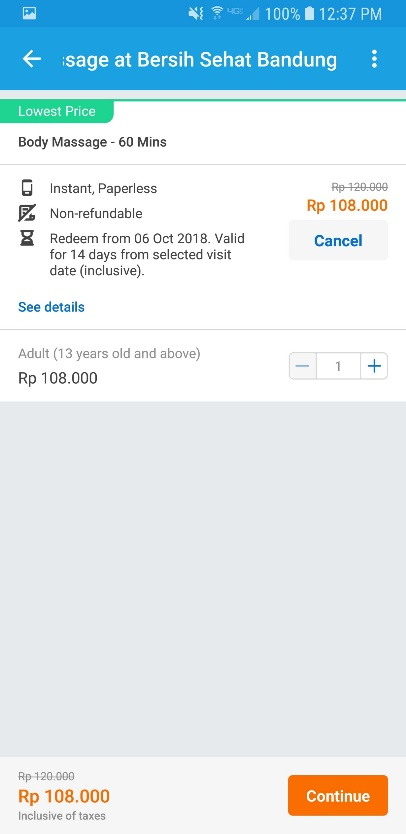 4GE 100% 12:37 PM
ssage at Bersih Sehat Bandung
Lowest Price
Body Massage - 60 Mins
Instant, Paperless
Non-refundable
Redeem from 06 Oct 2018. Valid
for 14 days from selected visit
date (inclusive).
Rp 120.000
Rp 108.000
Cancel
See details
Adult (13 years old and above)
Rp 108.000
1
Rp 120.000
Rp 108.000
Inclusive of taxes
Continue